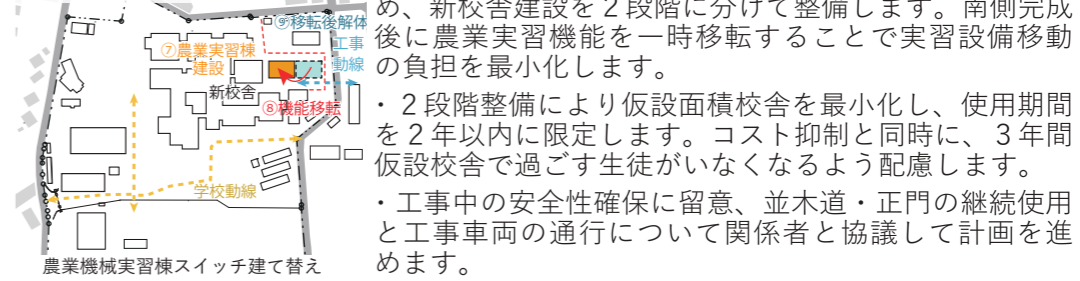 ⑨移転後解体
工事
動線
⑦農業実習棟
建設
新校舎
⑧機能移転
学校動線
農業機械実習棟スイッチ建て替え
め、新校舎建設を２段階に分けて整備します。南側完成
後に農業実習機能を一時移転することで実習設備移動
の負担を最小化します。
・２段階整備により仮設面積校舎を最小化し、使用期間
を２年以内に限定します。コスト抑制と同時に、３年間
仮設校舎で過ごす生徒がいなくなるよう配慮します。
・工事中の安全性確保に留意、並木道・正門の継続使用
と工事車両の通行について関係者と協議して計画を進
めます。